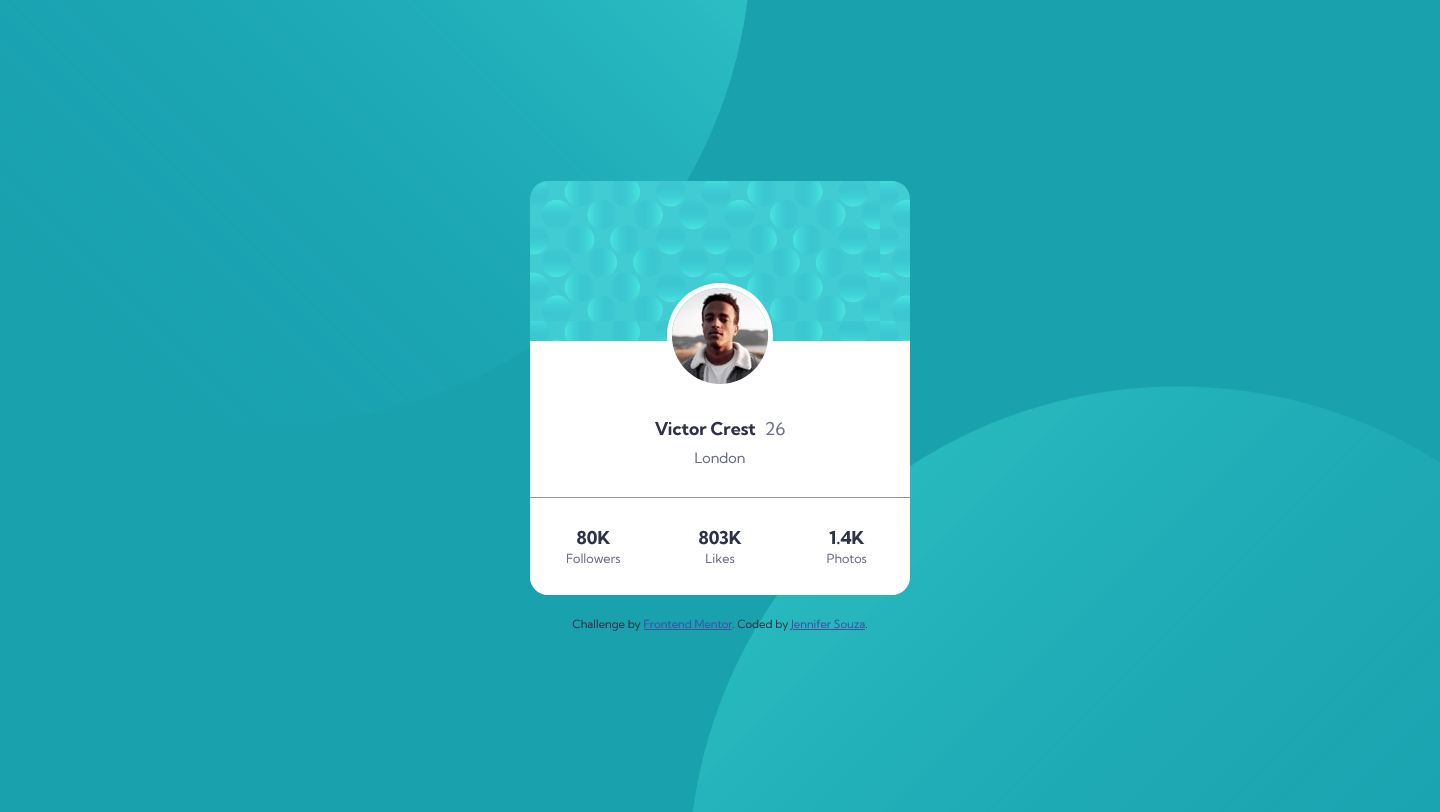 Victor Crest 26
London
80K 803K 1.4K
Followers Likes Photos
Challenge by Frontend Mentor. Coded by Jennifer Souza.